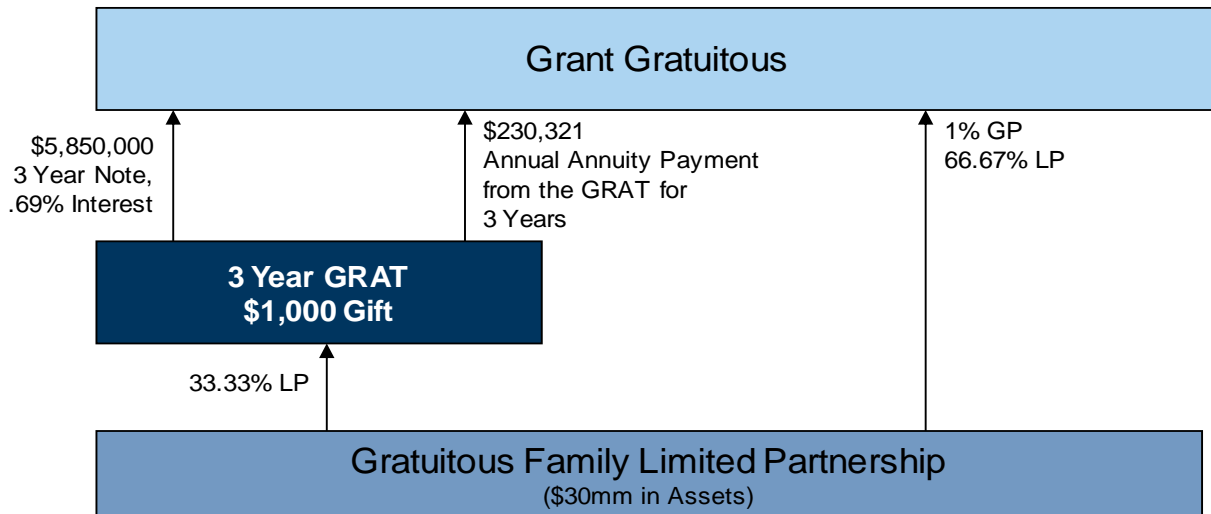 Grant Gratuitous
$5,850,000
3 Year Note,
.69% Interest
$230,321
Annual Annuity Payment
from the GRAT for
3 Years
1% GP
66.67% LP
3 Year GRAT
$1,000 Gift
33.33% LP
Gratuitous Family Limited Partnership
($30mm in Assets)